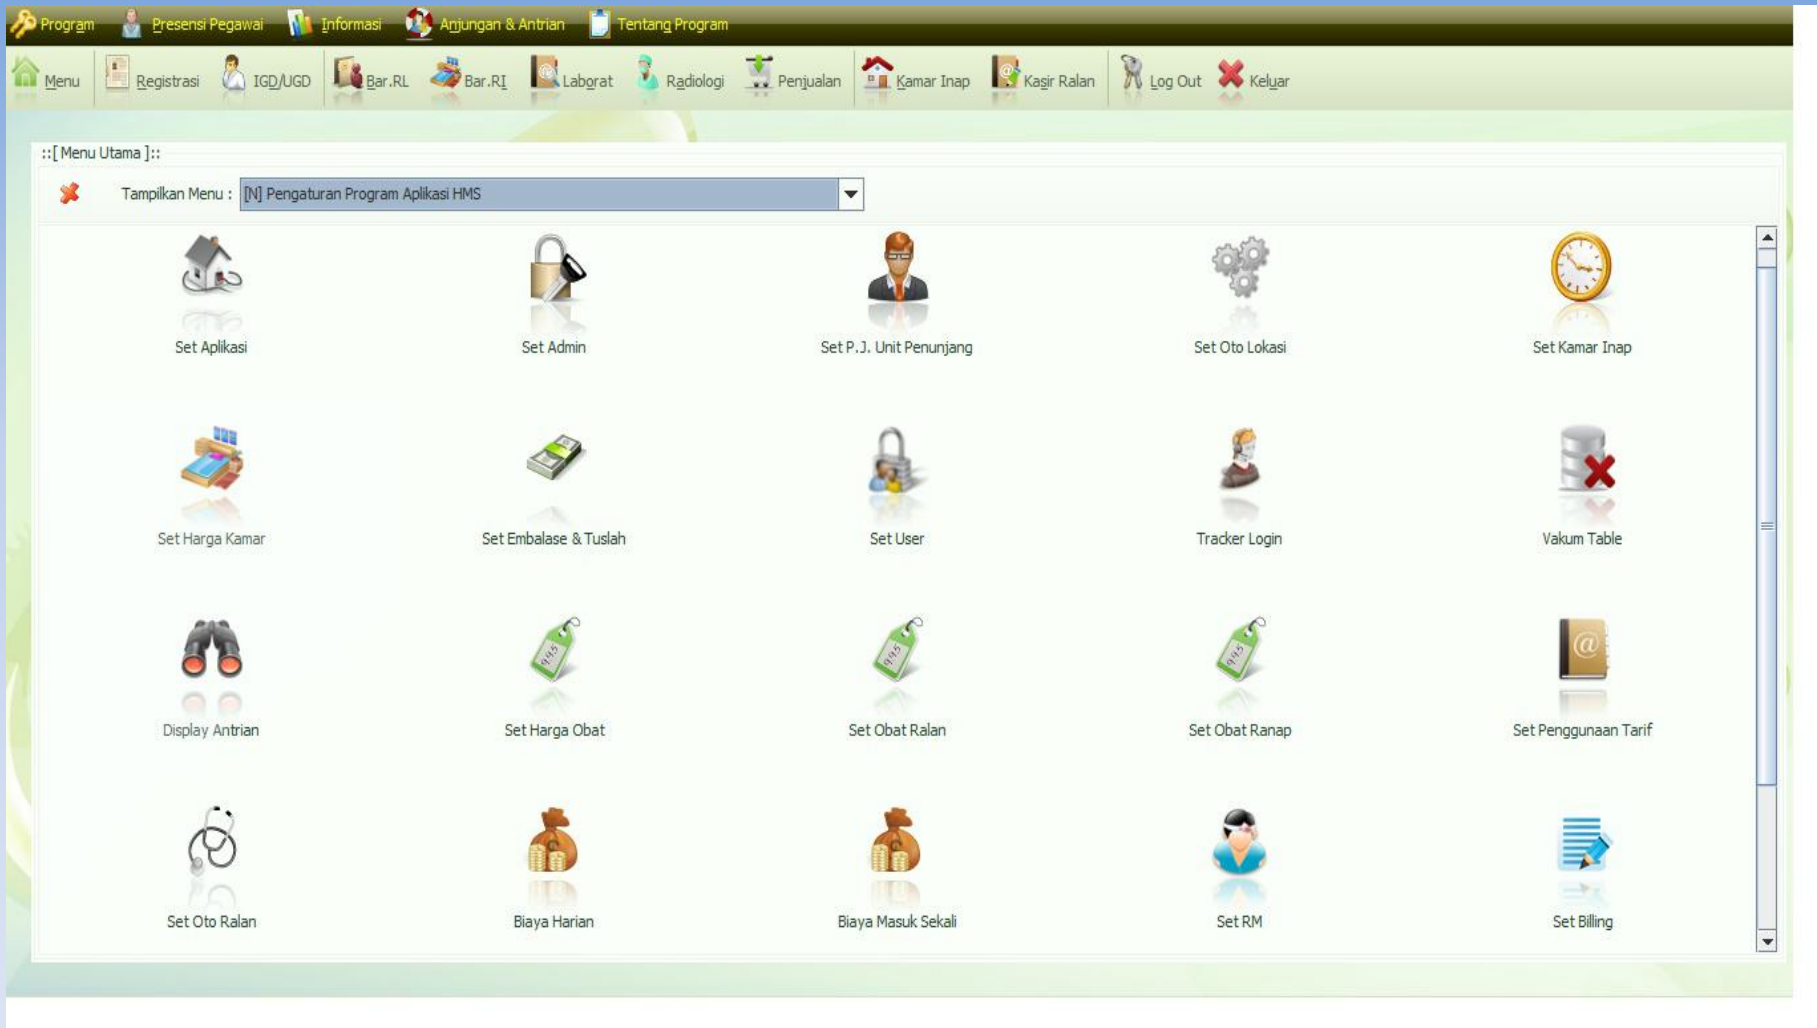 Program Presensi Pegawai Informasi Anjungan & Antrian Tentang Program
Menu Registrasi IGD/UGD Bar.RL Bar.RI Laborat Radiologi Penjualan Kamar Inap Kasir Ralan Log Out Keluar
::[ Menu Utama ]::
Tampilkan Menu : [N] Pengaturan Program Aplikasi HMS
Set Aplikasi Set Admin Set P.J. Unit Penunjang Set Oto Lokasi Set Kamar Inap
Set Harga Kamar Set Embalase & Tuslah Set User Tracker Login Vakum Table
Display Antrian Set Harga Obat Set Obat Ralan Set Obat Ranap Set Penggunaan Tarif
Set Oto Ralan Biaya Harian Biaya Masuk Sekali Set RM Set Billing